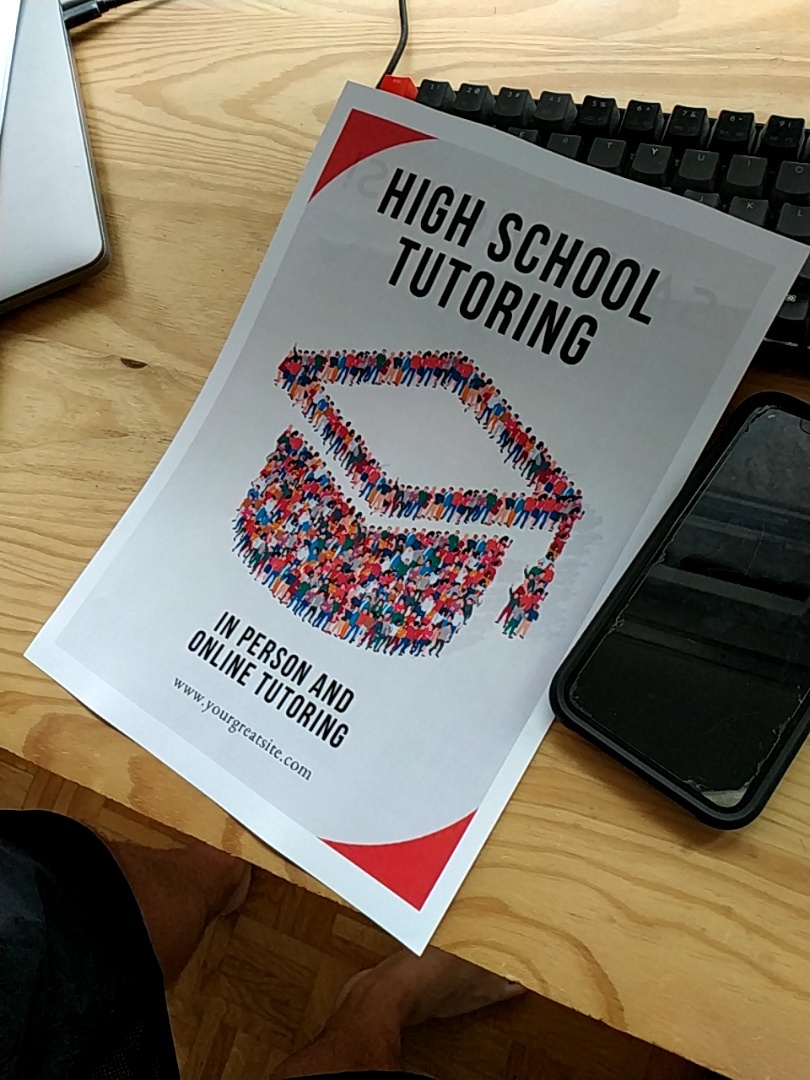 HIGH SCHOOL
TUTORING
IN PERSON AND
ONLINE TUTORING
www.yourgreatsite.com